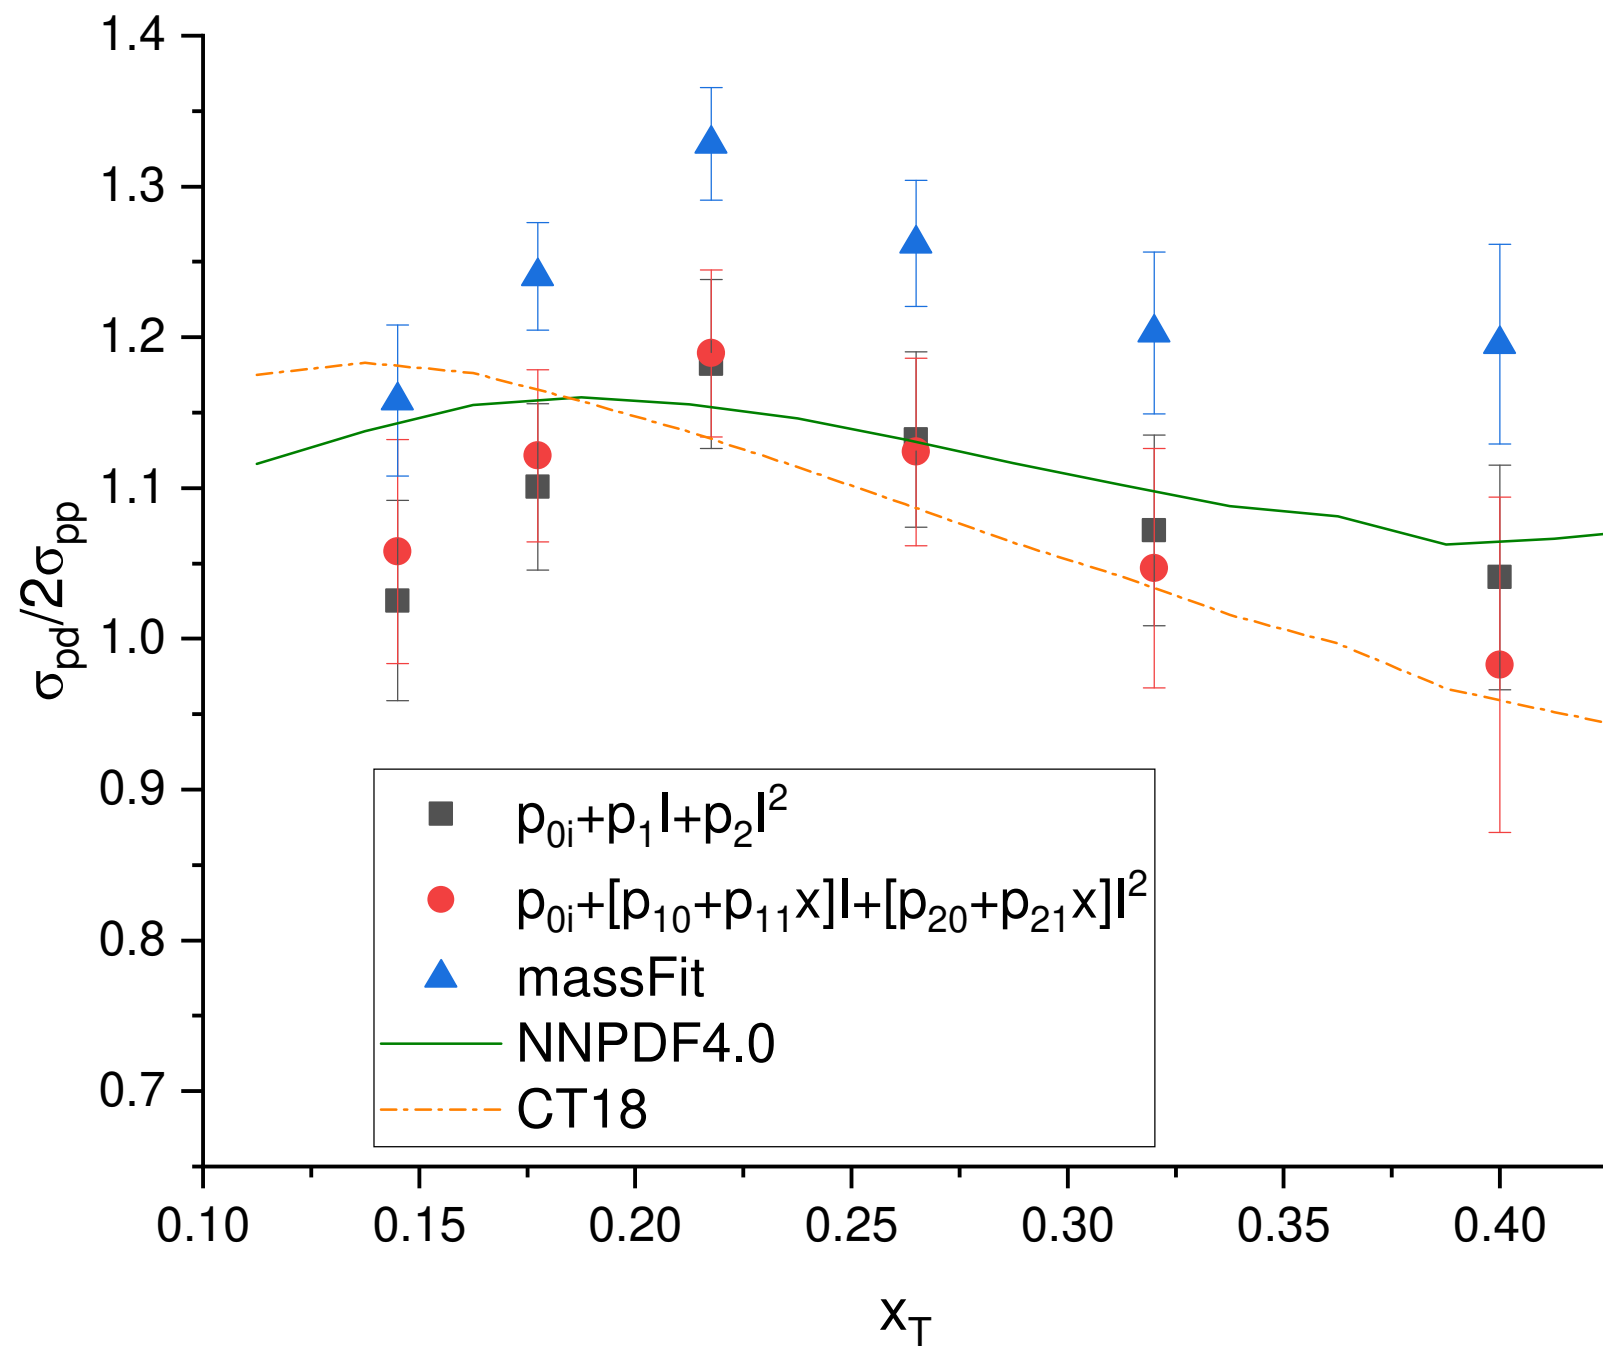 1.4
1.3
1.2
1.1
1.0
0.9
0.8
0.7
σpd/2σpp
p0i+p1I+p2I2
p0i+[p10+p11x]I+[p20+p21x]I2
massFit
NNPDF4.0
CT18
0.10 0.15 0.20 0.25 0.30 0.35 0.40
xT